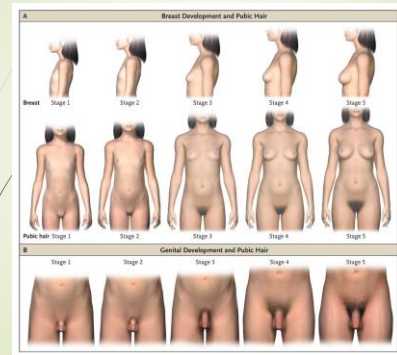 A Breast Development and Pubic Hair
Breast Stage 1 Stage 2 Stage 3 Stage 4 Stage 5
Pubic hair Stage 1 Stage 2 Stage 3 Stage 4 Stage 5
B Genital Development and Pubic Hair
Stage 1 Stage 2 Stage 3 Stage 4 Stage 5